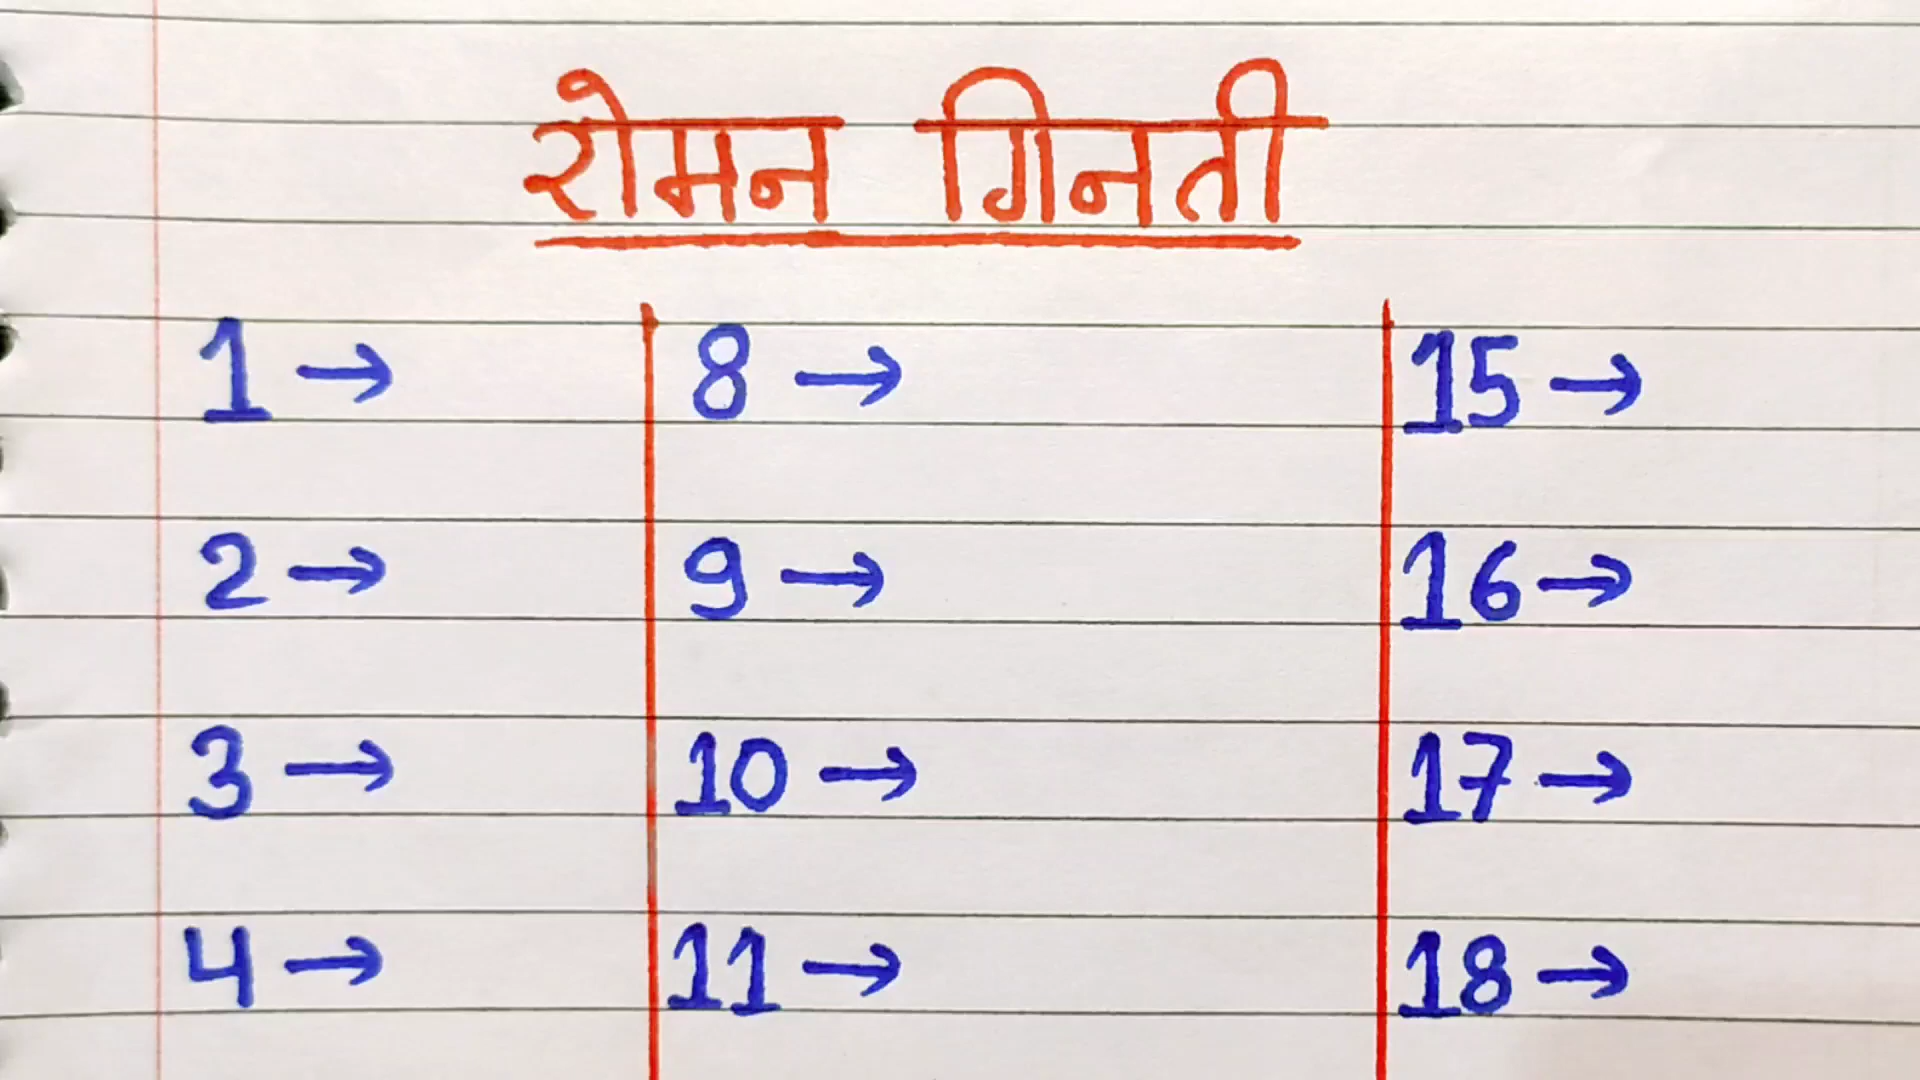 रोमन गिनती
1 → 8 → 15 →
2 → 9 → 16 →
3 → 10 → 17 →
4 → 11 → 18 →